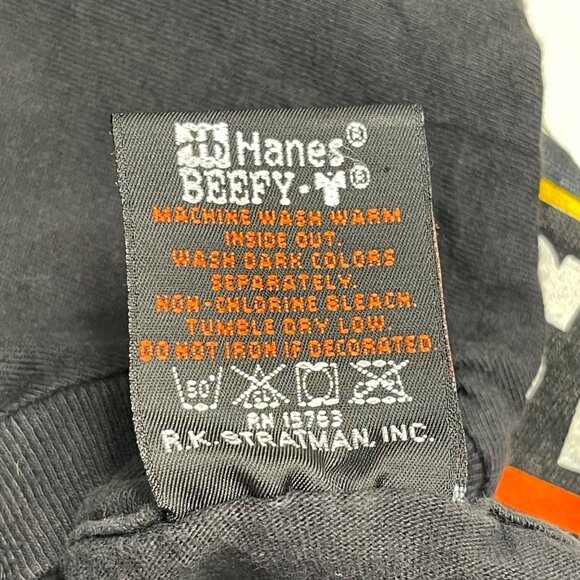 Hanes®
BEEFY-T®
MACHINE WASH WARM
INSIDE OUT.
WASH DARK COLORS
SEPARATELY.
NON-CHLORINE BLEACH.
TUMBLE DRY LOW.
DO NOT IRON IF DECORATED
50°
RN 15763
R.K. STRATMAN, INC.